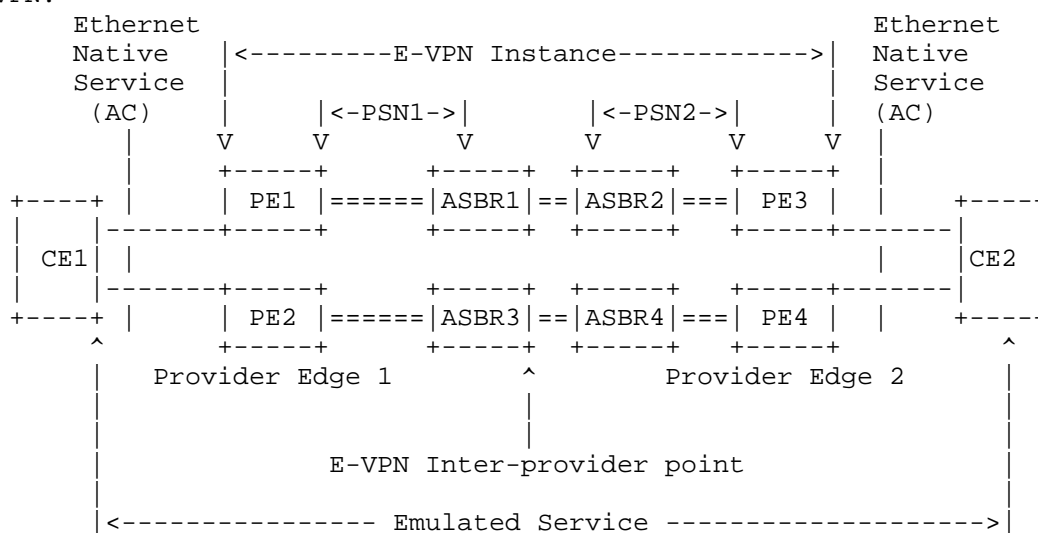 Ethernet Ethernet
Native |<---------E-VPN Instance------------->| Native
Service | | Service
(AC) | |<-PSN1->| |<-PSN2->| | (AC)
| V V V V V V |
| +-----+ +-----+ +-----+ +-----+ |
+----+ | | PE1 |======|ASBR1|==|ASBR2|===| PE3 | | +-----
| |-------+-----+ +-----+ +-----+ +-----+-------|
| CE1| | | |CE2
| |-------+-----+ +-----+ +-----+ +-----+-------|
+----+ | | PE2 |======|ASBR3|==|ASBR4|===| PE4 | | +-----
^ +-----+ +-----+ +-----+ +-----+ ^
| Provider Edge 1 ^ Provider Edge 2 |
| | |
| | |
| E-VPN Inter-provider point |
| |
|<---------------- Emulated Service -------------------->|